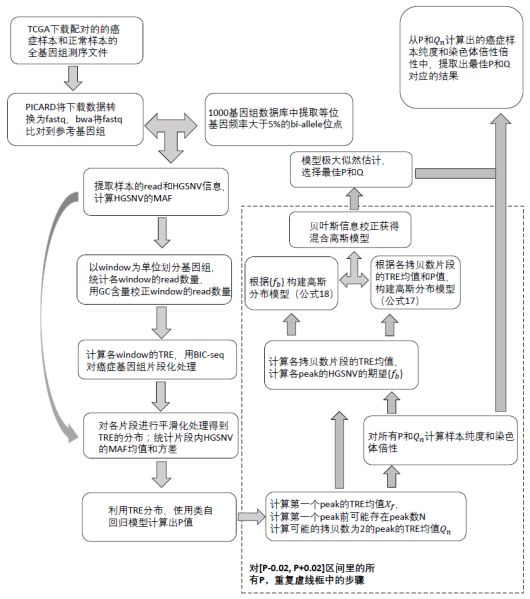 TCGA下载配对的的癌
症样本和正常样本的
全基因组测序文件
PICARD将下载数据转
换为fastq、bwa将fastq
比对到参考基因组
1000基因组数据库中提取等位
基因频率大于5%的bi-allele位点
提取样本的read和HGSNV信息,
计算HGSNV的MAF
以window为单位划分基因组,
统计各window的read数量,
用GC含量校正window的read数量
计算各window的TRE, 用BIC-seq
对癌症基因组片段化处理
对各片段进行平滑化处理得到
TRE的分布；统计片段内HGSNV
的MAF均值和方差
利用TRE分布，使用类自
回归模型计算出P值
计算第一个peak的TRE均值X_f,
计算第一个peak前可能存在peak数N
计算可能的拷贝数为2的peak的TRE均值Q_n
对所有P和Q_n计算样本纯度和染色
体倍性
计算各拷贝数片段的TRE均值,
计算各peak的HGSNV的期望{f_b}
根据{f_b} 构建高斯
分布模型（公式18）
根据各拷贝数片段
的TRE均值和P值,
构建高斯分布模型
（公式17）
贝叶斯信息校正获得
混合高斯模型
模型极大似然估计,
选择最佳P和Q
从P和Q_n计算出的癌症样
本纯度和染色体倍性倍
性中，提取出最佳P和Q
对应的结果
对[P-0.02, P+0.02]区间里的所
有P，重复虚线框中的步骤